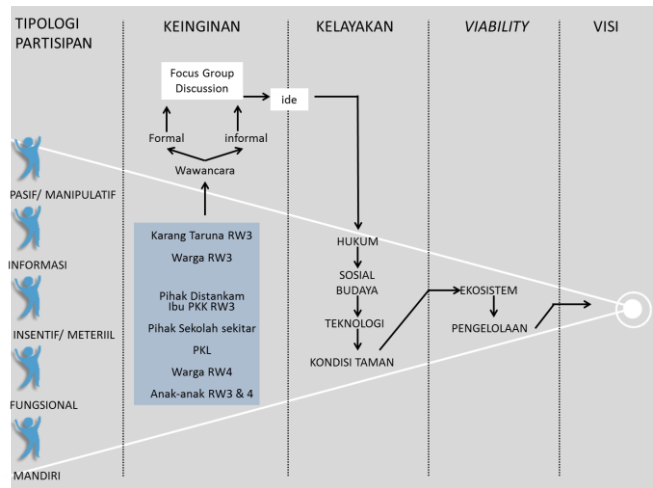 TIPOLOGI
PARTISIPAN
KEINGINAN
KELAYAKAN
VIABILITY
VISI
Focus Group
Discussion
ide
Formal
informal
Wawancara
PASIF/ MANIPULATIF
INFORMASI
INSENTIF/ METERIIL
FUNGSIONAL
MANDIRI
Karang Taruna RW3
Warga RW3
Pihak Distankam
Ibu PKK RW3
Pihak Sekolah sekitar
PKL
Warga RW4
Anak-anak RW3 & 4
HUKUM
SOSIAL
BUDAYA
TEKNOLOGI
KONDISI TAMAN
EKOSISTEM
PENGELOLAAN